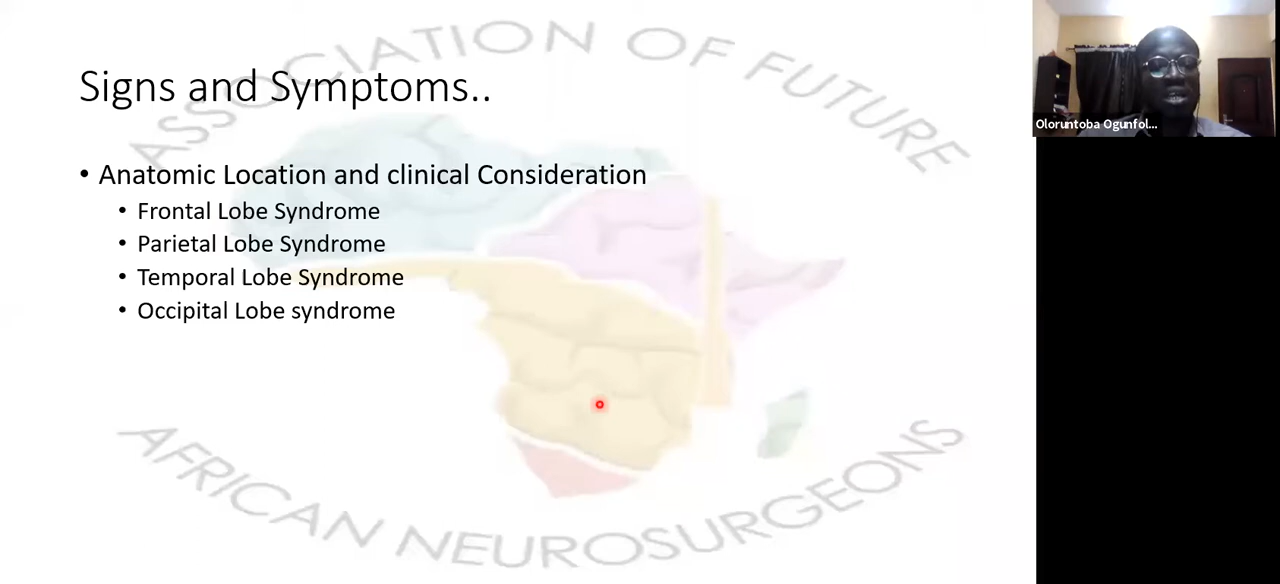 ASSOCIATION OF FUTURE
Signs and Symptoms..
• Anatomic Location and clinical Consideration
• Frontal Lobe Syndrome
• Parietal Lobe Syndrome
• Temporal Lobe Syndrome
• Occipital Lobe syndrome
AFRICAN NEUROSURGEONS
Oloruntoba Ogunfol...